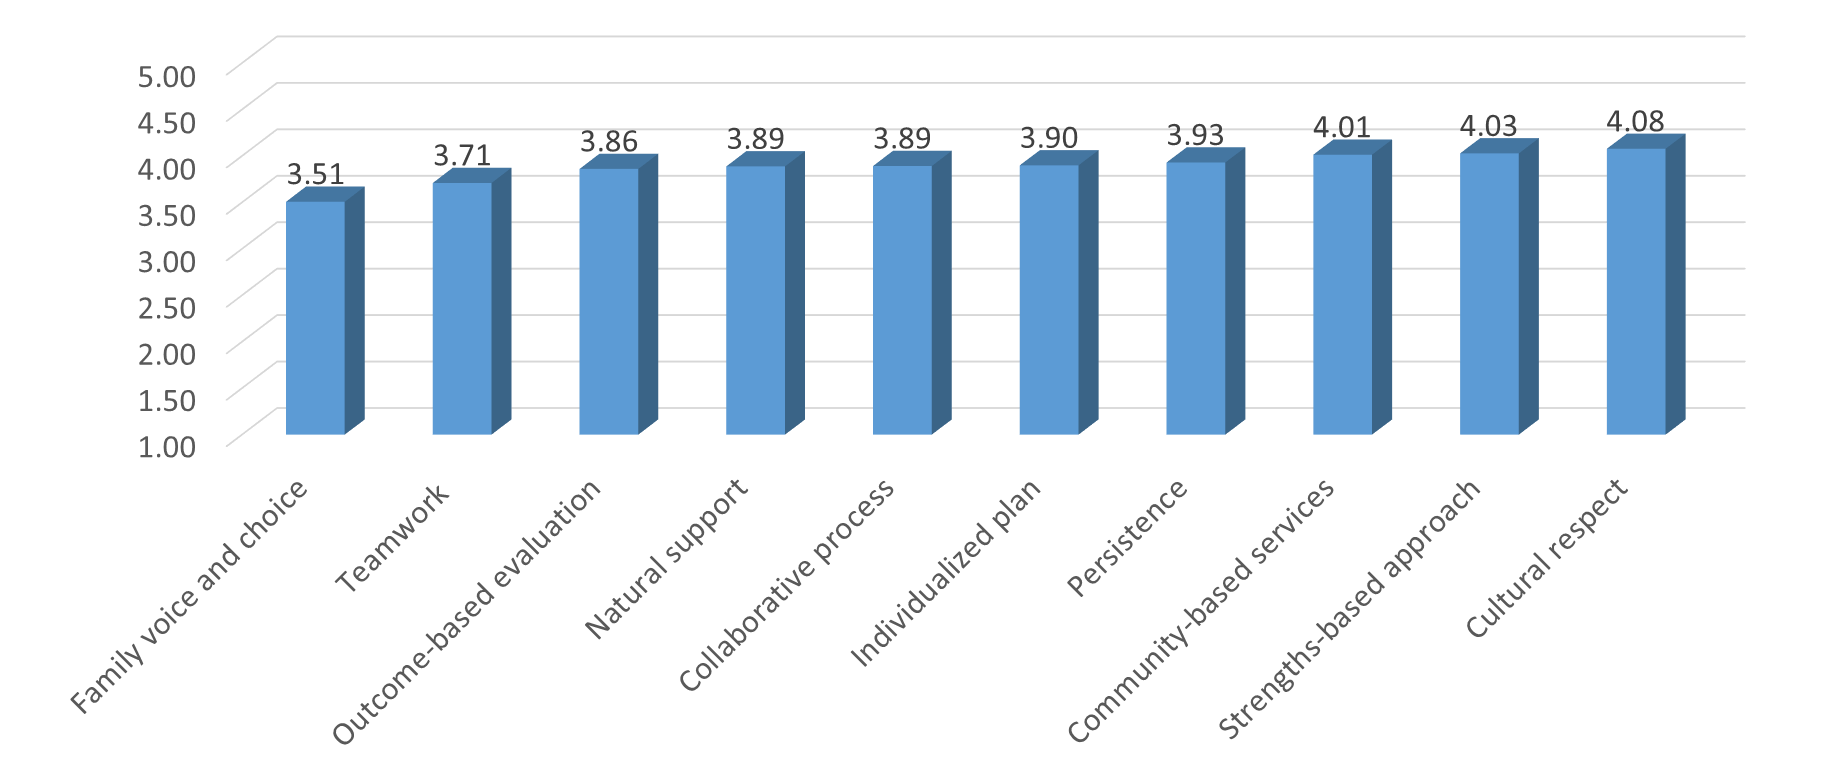 5.00
4.50
4.00
3.50
3.00
2.50
2.00
1.50
1.00
3.51
3.71
3.86
3.89
3.89
3.90
3.93
4.01
4.03
4.08
Family voice and choice
Teamwork
Outcome-based evaluation
Natural support
Collaborative process
Individualized plan
Persistence
Community-based services
Strengths-based approach
Cultural respect